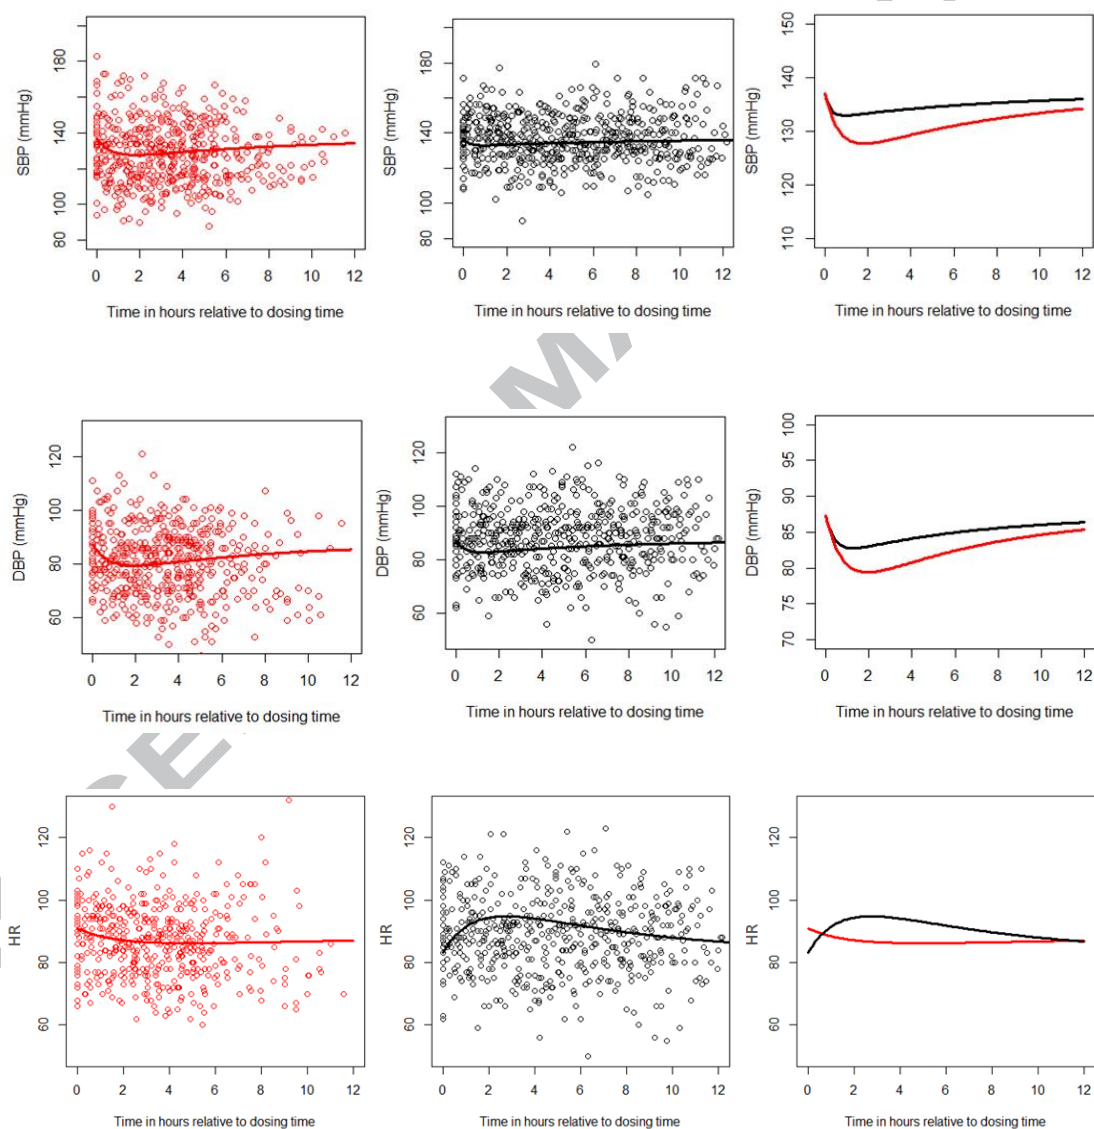 SBP (mmHg)
80 100 140 180
0 2 4 6 8 10 12
Time in hours relative to dosing time
SBP (mmHg)
80 100 140 180
0 2 4 6 8 10 12
Time in hours relative to dosing time
SBP (mmHg)
110 120 130 140 150
0 2 4 6 8 10 12
Time in hours relative to dosing time
DBP (mmHg)
60 80 100 120
0 2 4 6 8 10 12
Time in hours relative to dosing time
DBP (mmHg)
60 80 100 120
0 2 4 6 8 10 12
Time in hours relative to dosing time
DBP (mmHg)
70 75 80 85 90 95 100
0 2 4 6 8 10 12
Time in hours relative to dosing time
HR
60 80 100 120
0 2 4 6 8 10 12
Time in hours relative to dosing time
HR
60 80 100 120
0 2 4 6 8 10 12
Time in hours relative to dosing time
HR
60 80 100 120
0 2 4 6 8 10 12
Time in hours relative to dosing time